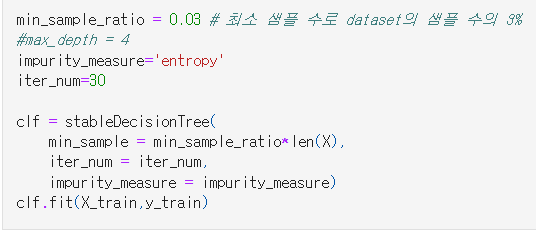 min_sample_ratio = 0.03 # 최소 샘플 수로 dataset의 샘플 수의 3%
#max_depth = 4
impurity_measure='entropy'
iter_num=30
clf = stableDecisionTree(
    min_sample = min_sample_ratio*len(X),
    iter_num = iter_num,
    impurity_measure = impurity_measure)
clf.fit(X_train,y_train)